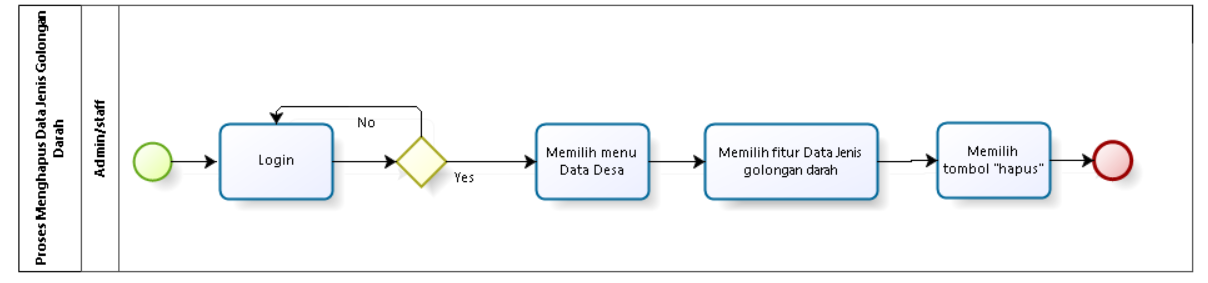 Proses Menghapus Data Jenis Golongan
Darah
Admin/staff
Login
No
Yes
Memilih menu
Data Desa
Memilih fitur Data Jenis
golongan darah
Memilih
tombol "hapus"